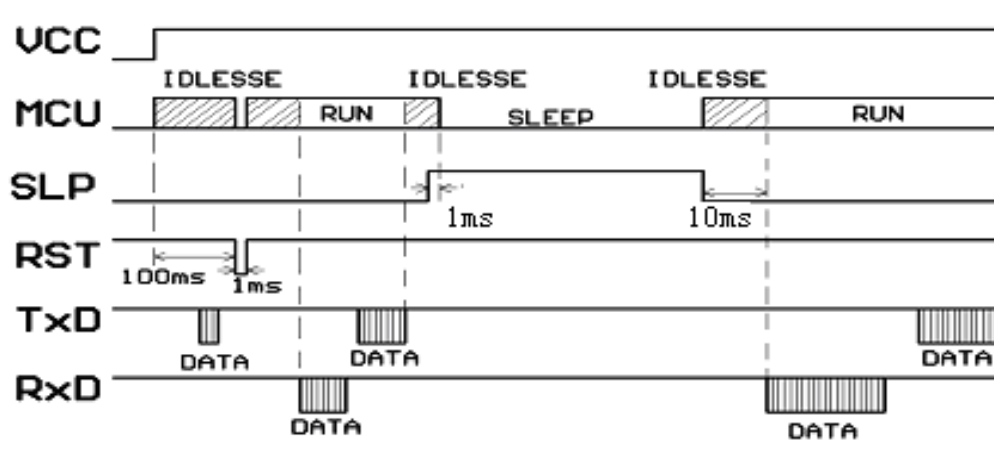 VCC
IDLESSE IDLESSE IDLESSE
MCU RUN SLEEP RUN
SLP
1ms 10ms
RST
100ms 1ms
TxD
DATA DATA DATA
RxD
DATA DATA